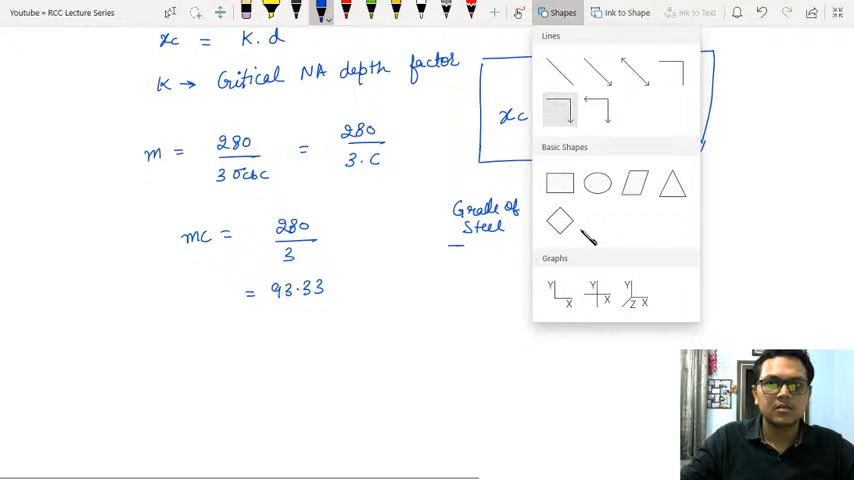 Youtube » RCC Lecture Series
Shapes
Ink to Shape
Ink to Text
Lines
Basic Shapes
Graphs
Y
X
Y
X
Y
Z X
xc = K.d
K → Critical NA depth factor
m = 280 / 3σcbc = 280 / 3.C
mc = 280 / 3
= 93.33
xc
Grade of
Steel